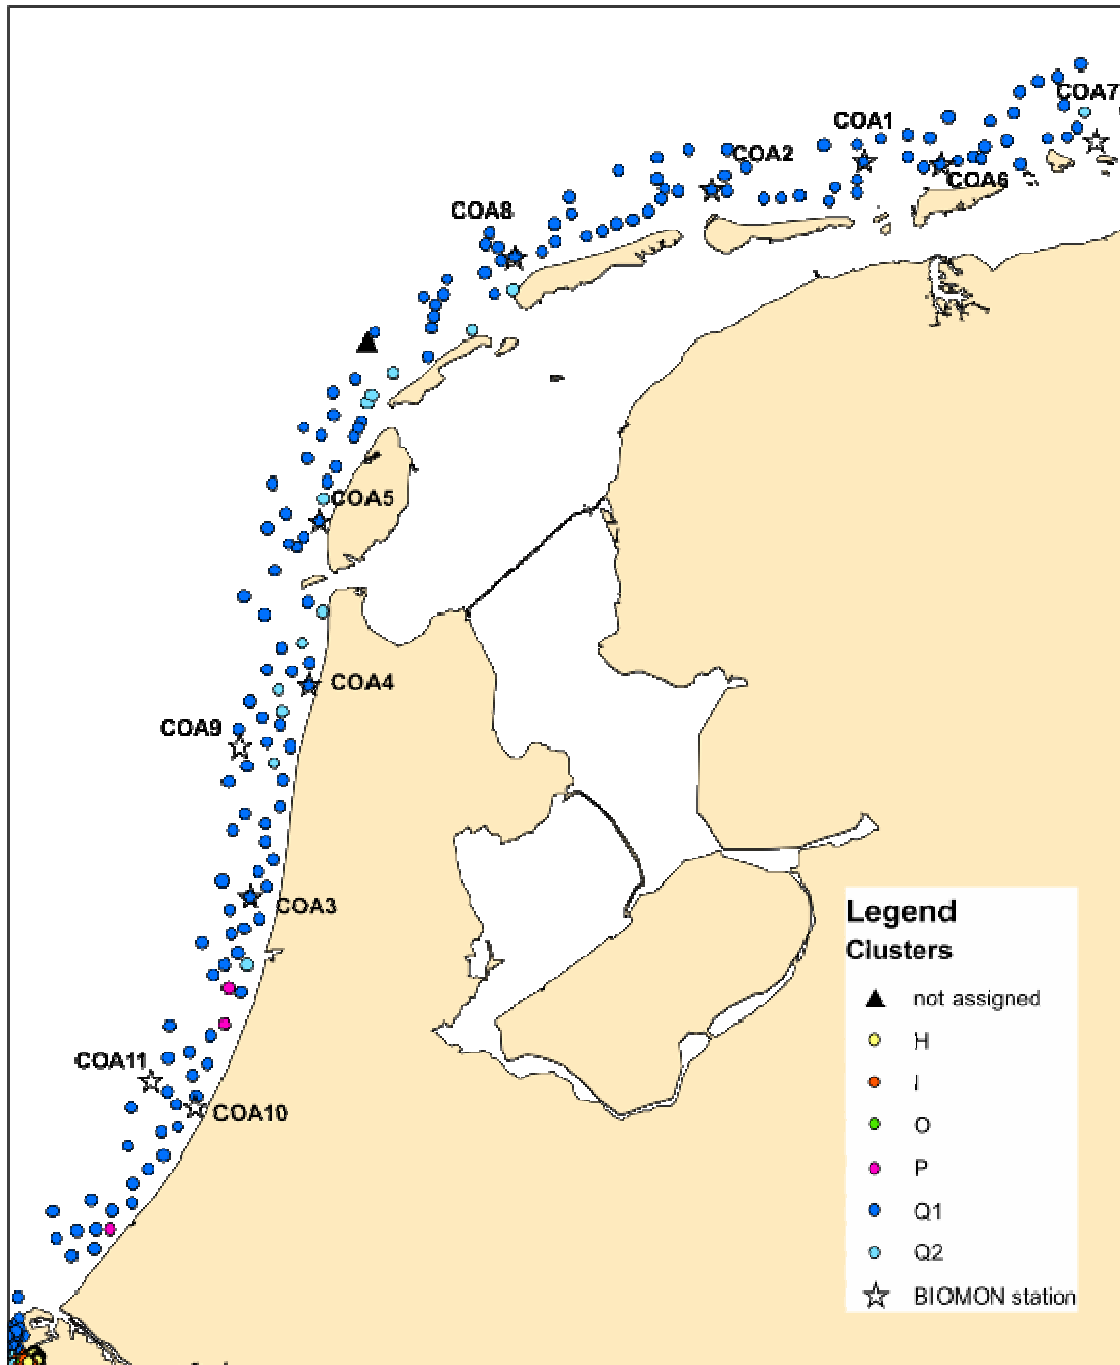 COA7
COA1
COA2
COA6
COA8
COA5
COA4
COA9
COA3
COA11
COA10
Legend
Clusters
not assigned
H
I
O
P
Q1
Q2
BIOMON station